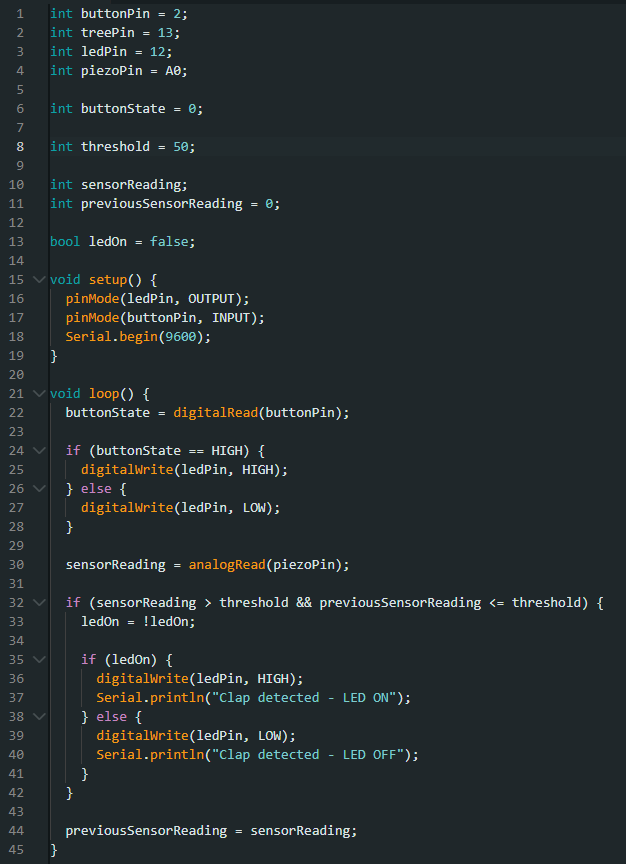 1 int buttonPin = 2;
2 int treePin = 13;
3 int ledPin = 12;
4 int piezoPin = A0;
5
6 int buttonState = 0;
7
8 int threshold = 50;
9
10 int sensorReading;
11 int previousSensorReading = 0;
12
13 bool ledOn = false;
14
15 void setup() {
16   pinMode(ledPin, OUTPUT);
17   pinMode(buttonPin, INPUT);
18   Serial.begin(9600);
19 }
20
21 void loop() {
22   buttonState = digitalRead(buttonPin);
23
24   if (buttonState == HIGH) {
25     digitalWrite(ledPin, HIGH);
26   } else {
27     digitalWrite(ledPin, LOW);
28   }
29
30   sensorReading = analogRead(piezoPin);
31
32   if (sensorReading > threshold && previousSensorReading <= threshold) {
33     ledOn = !ledOn;
34
35     if (ledOn) {
36       digitalWrite(ledPin, HIGH);
37       Serial.println("Clap detected - LED ON");
38     } else {
39       digitalWrite(ledPin, LOW);
40       Serial.println("Clap detected - LED OFF");
41     }
42   }
43
44   previousSensorReading = sensorReading;
45 }